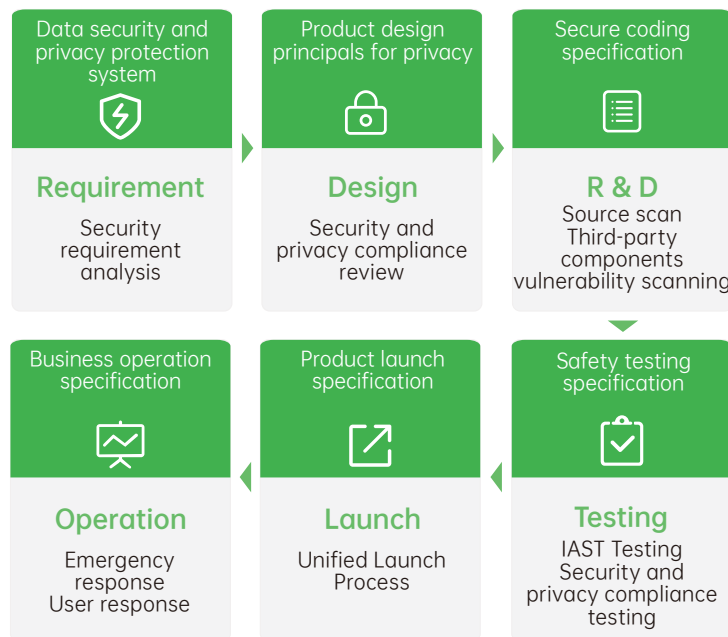 Data security and
privacy protection
system
Requirement
Security
requirement
analysis
Product design
principals for privacy
Design
Security and
privacy compliance
review
Secure coding
specification
R & D
Source scan
Third-party
components
vulnerability scanning
Safety testing
specification
Testing
IAST Testing
Security and
privacy compliance
testing
Product launch
specification
Launch
Unified Launch
Process
Business operation
specification
Operation
Emergency
response
User response